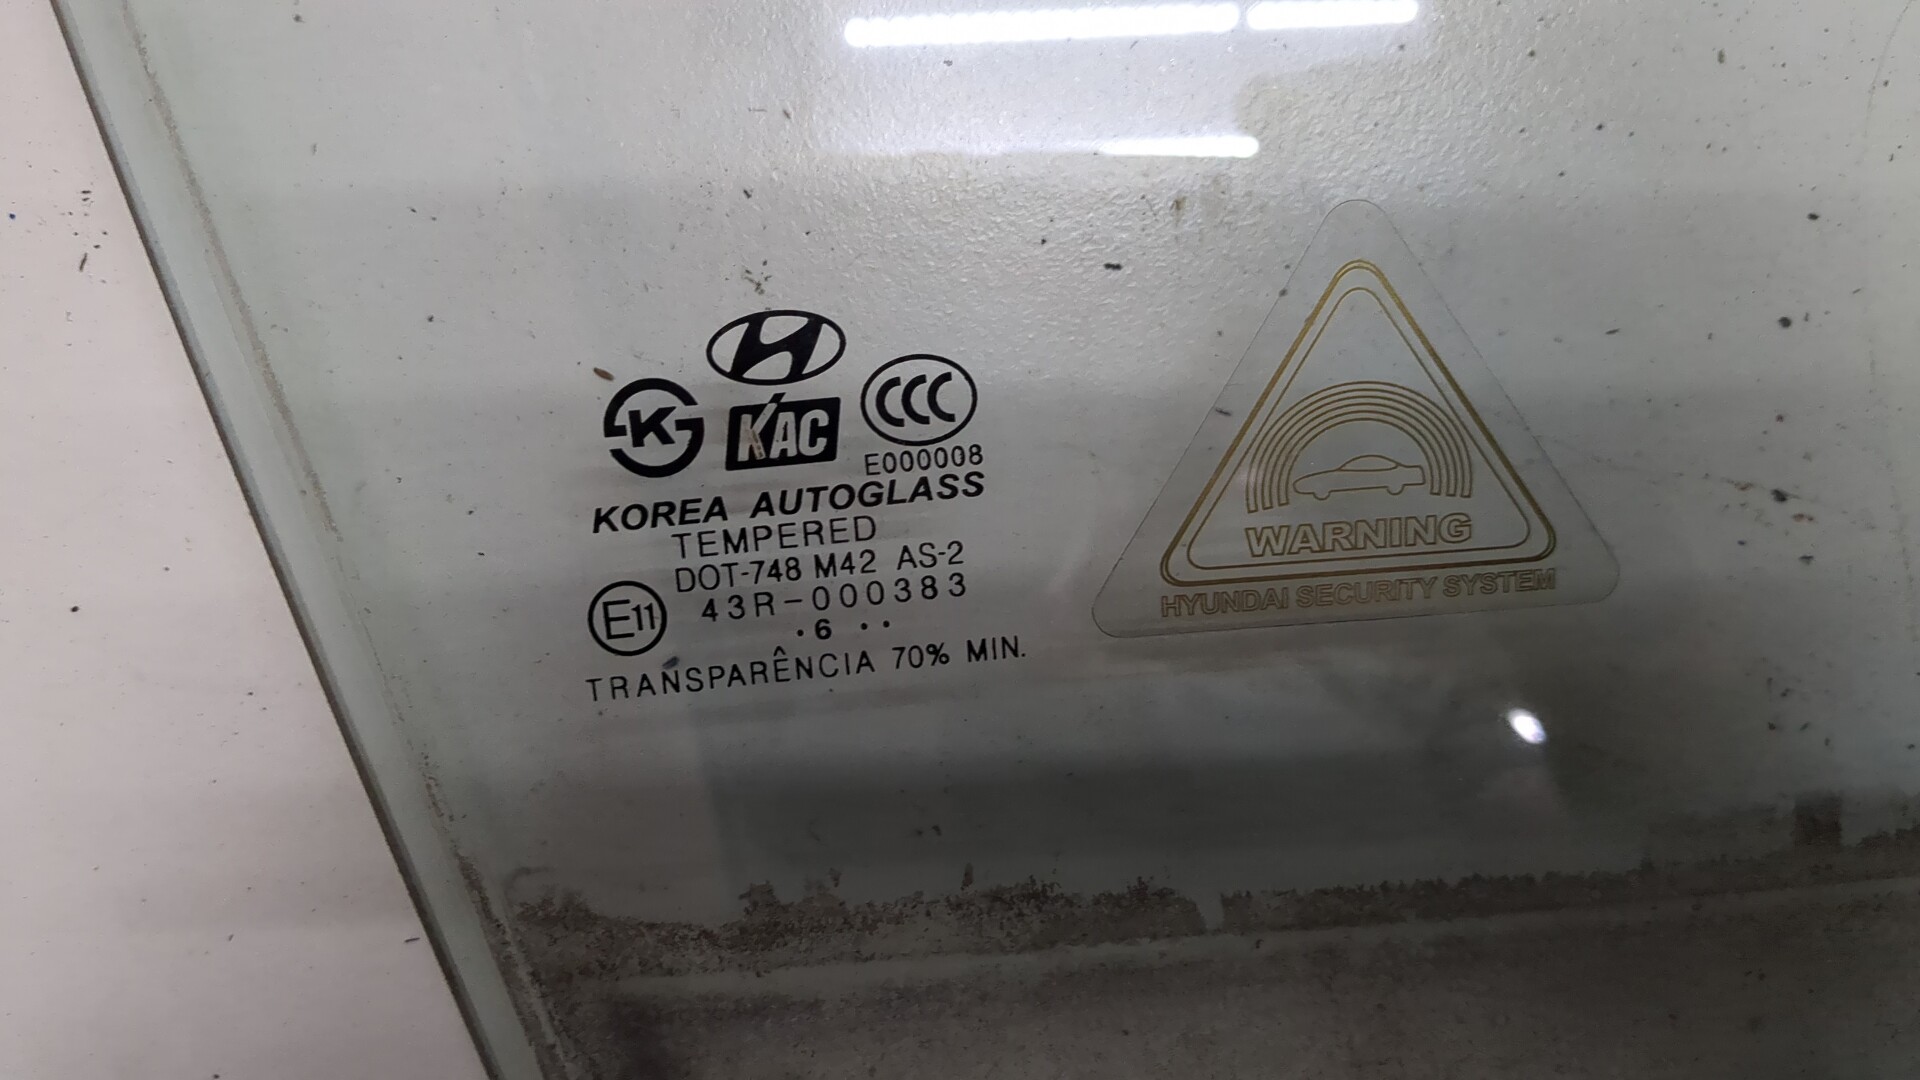 KAC
CCC
E000008
KOREA AUTOGLASS
TEMPERED
DOT-748 M42 AS-2
E11
43R-000383
·6 ··
TRANSPARÊNCIA 70% MIN.
WARNING
HYUNDAI SECURITY SYSTEM